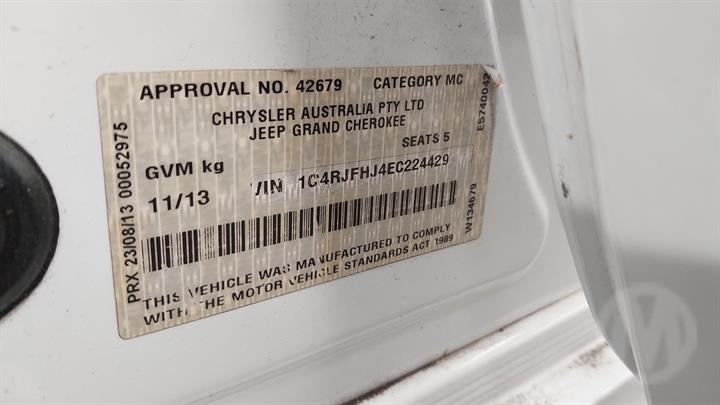 APPROVAL NO. 42679 CATEGORY MC
CHRYSLER AUSTRALiA PTY LTD
JEEP GRAND CHEROKEE
SEATS 5
GVM kg
11/13 VIN 1C4RJFHJ4EC224429
THIS VEHICLE WAS MANUFACTURED TO COMPLY
WITH THE MOTOR VEHICLE STANDARDS ACT 1989
PRX 23/08/13 00052975
E5740042
W134679
M